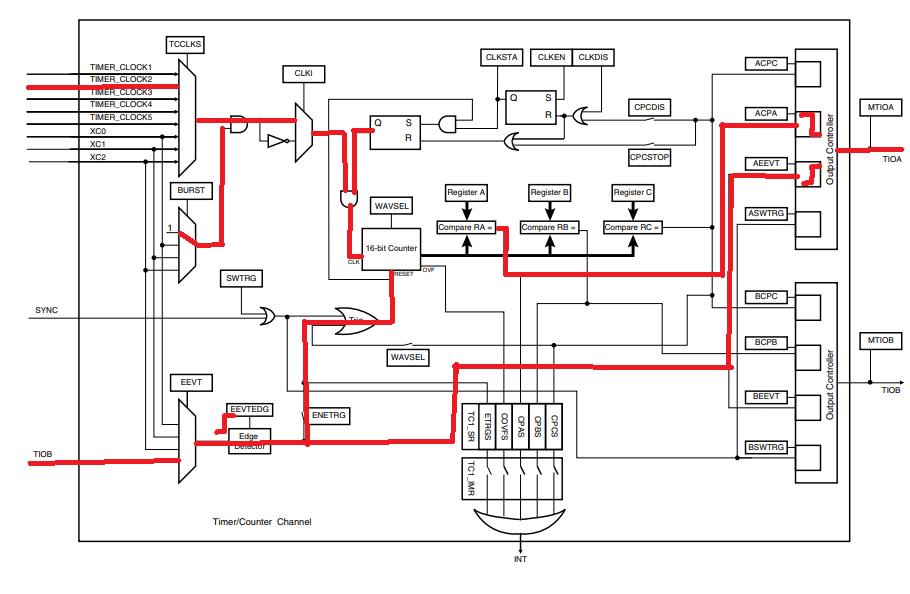 TCCLKS
TIMER_CLOCK1
TIMER_CLOCK2
TIMER_CLOCK3
TIMER_CLOCK4
TIMER_CLOCK5
XC0
XC1
XC2
CLKI
CLKSTA
CLKEN
CLKDIS
ACPC
Q
S
R
Q
S
R
CPCDIS
CPCSTOP
ACPA
MTIOA
TIOA
AEEVT
Output Controller
ASWTRG
BURST
1
WAVSEL
Register A
Register B
Register C
Compare RA =
Compare RB =
Compare RC =
16-bit Counter
CLK
RESET
OVF
SWTRG
SYNC
Trig
WAVSEL
BCPC
BCPB
MTIOB
TIOB
BEEVT
Output Controller
BSWTRG
EEVT
EEVTEDG
ENETRG
Edge
Detector
TIOB
TC1_SR
ETRGS
COVFS
CPAS
CPBS
CPCS
TC1_IMR
Timer/Counter Channel
INT